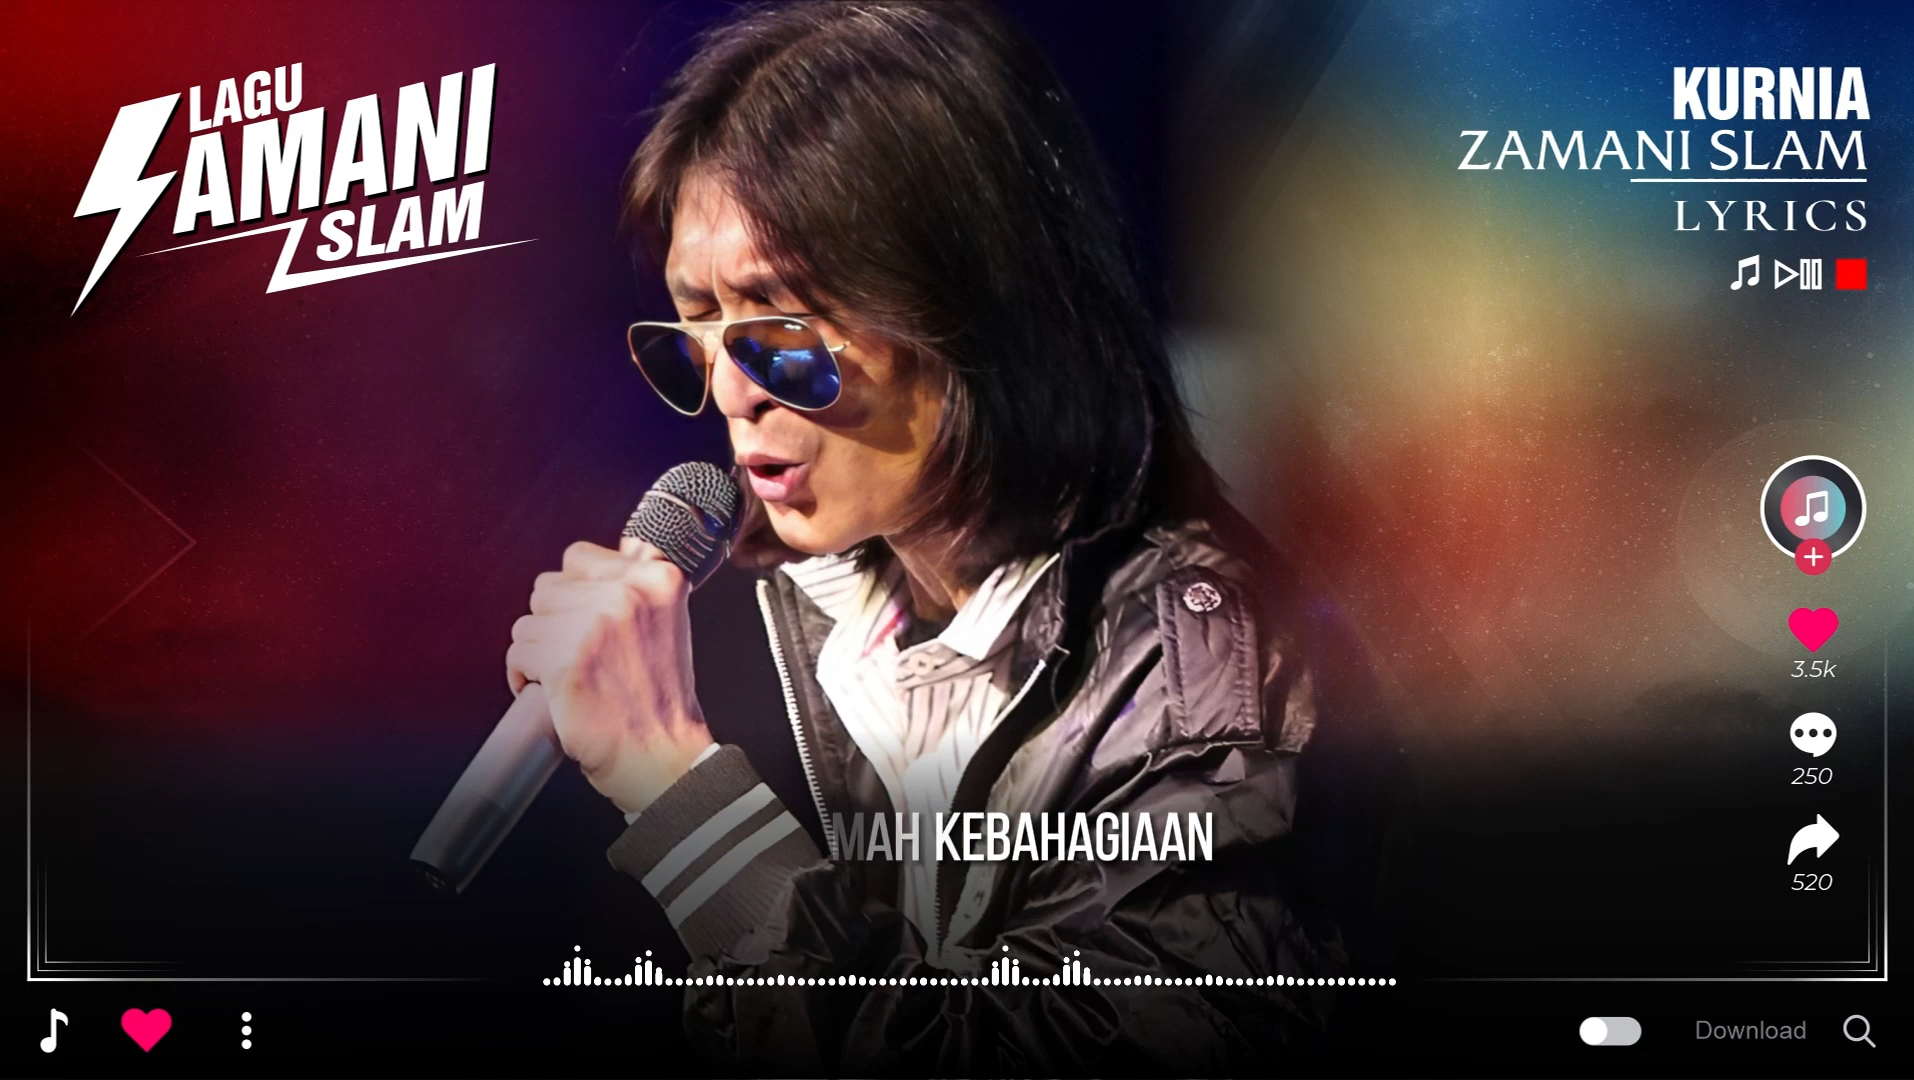 LAGU
ZAMANI
SLAM
KURNIA
ZAMANI SLAM
LYRICS
3.5k
250
520
MAH KEBAHAGIAAN
Download